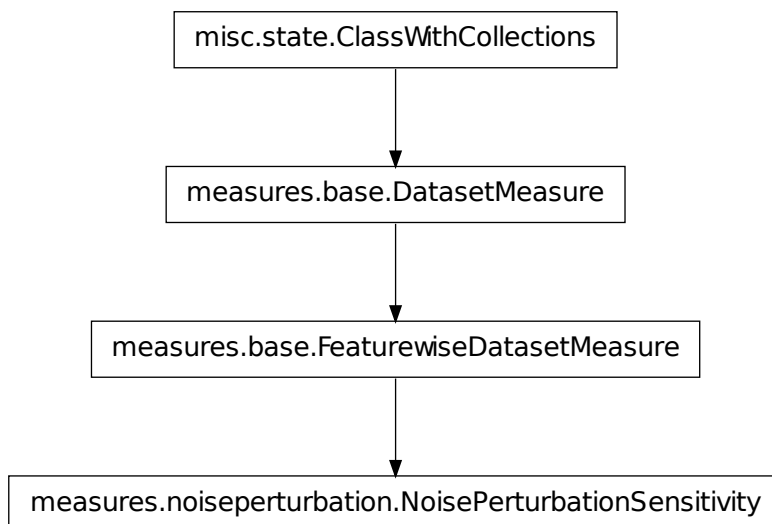 misc.state.ClassWithCollections
measures.base.DatasetMeasure
measures.base.FeaturewiseDatasetMeasure
measures.noiseperturbation.NoisePerturbationSensitivity